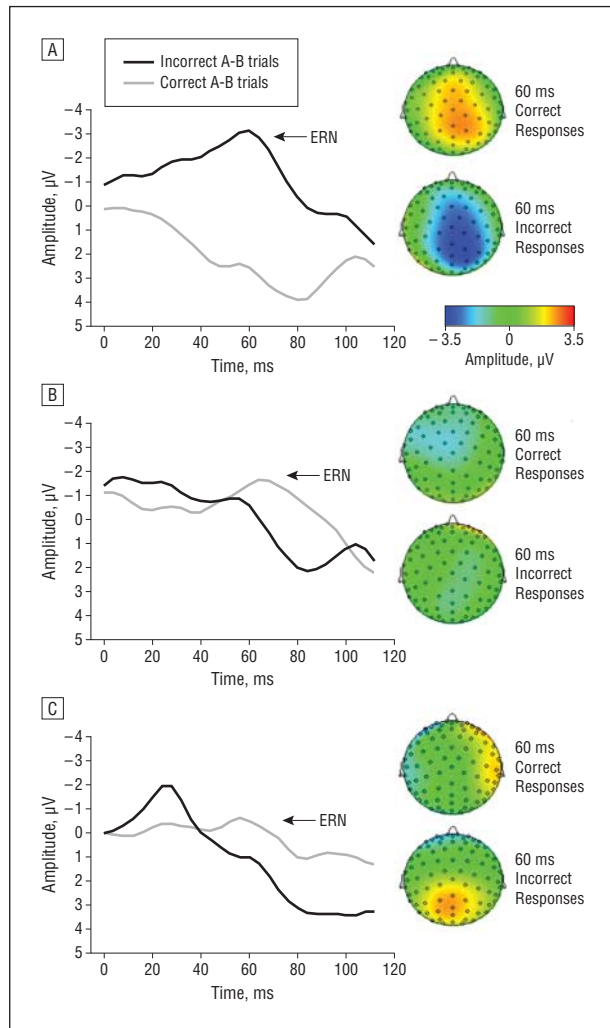 A
Incorrect A-B trials
Correct A-B trials
−4
−3
−2
−1
0
1
2
3
4
5
Amplitude, µV
ERN
0 20 40 60 80 100 120
Time, ms
60 ms
Correct
Responses
60 ms
Incorrect
Responses
−3.5 0 3.5
Amplitude, µV
B
−4
−3
−2
−1
0
1
2
3
4
5
Amplitude, µV
ERN
0 20 40 60 80 100 120
Time, ms
60 ms
Correct
Responses
60 ms
Incorrect
Responses
C
−4
−3
−2
−1
0
1
2
3
4
5
Amplitude, µV
ERN
0 20 40 60 80 100 120
Time, ms
60 ms
Correct
Responses
60 ms
Incorrect
Responses